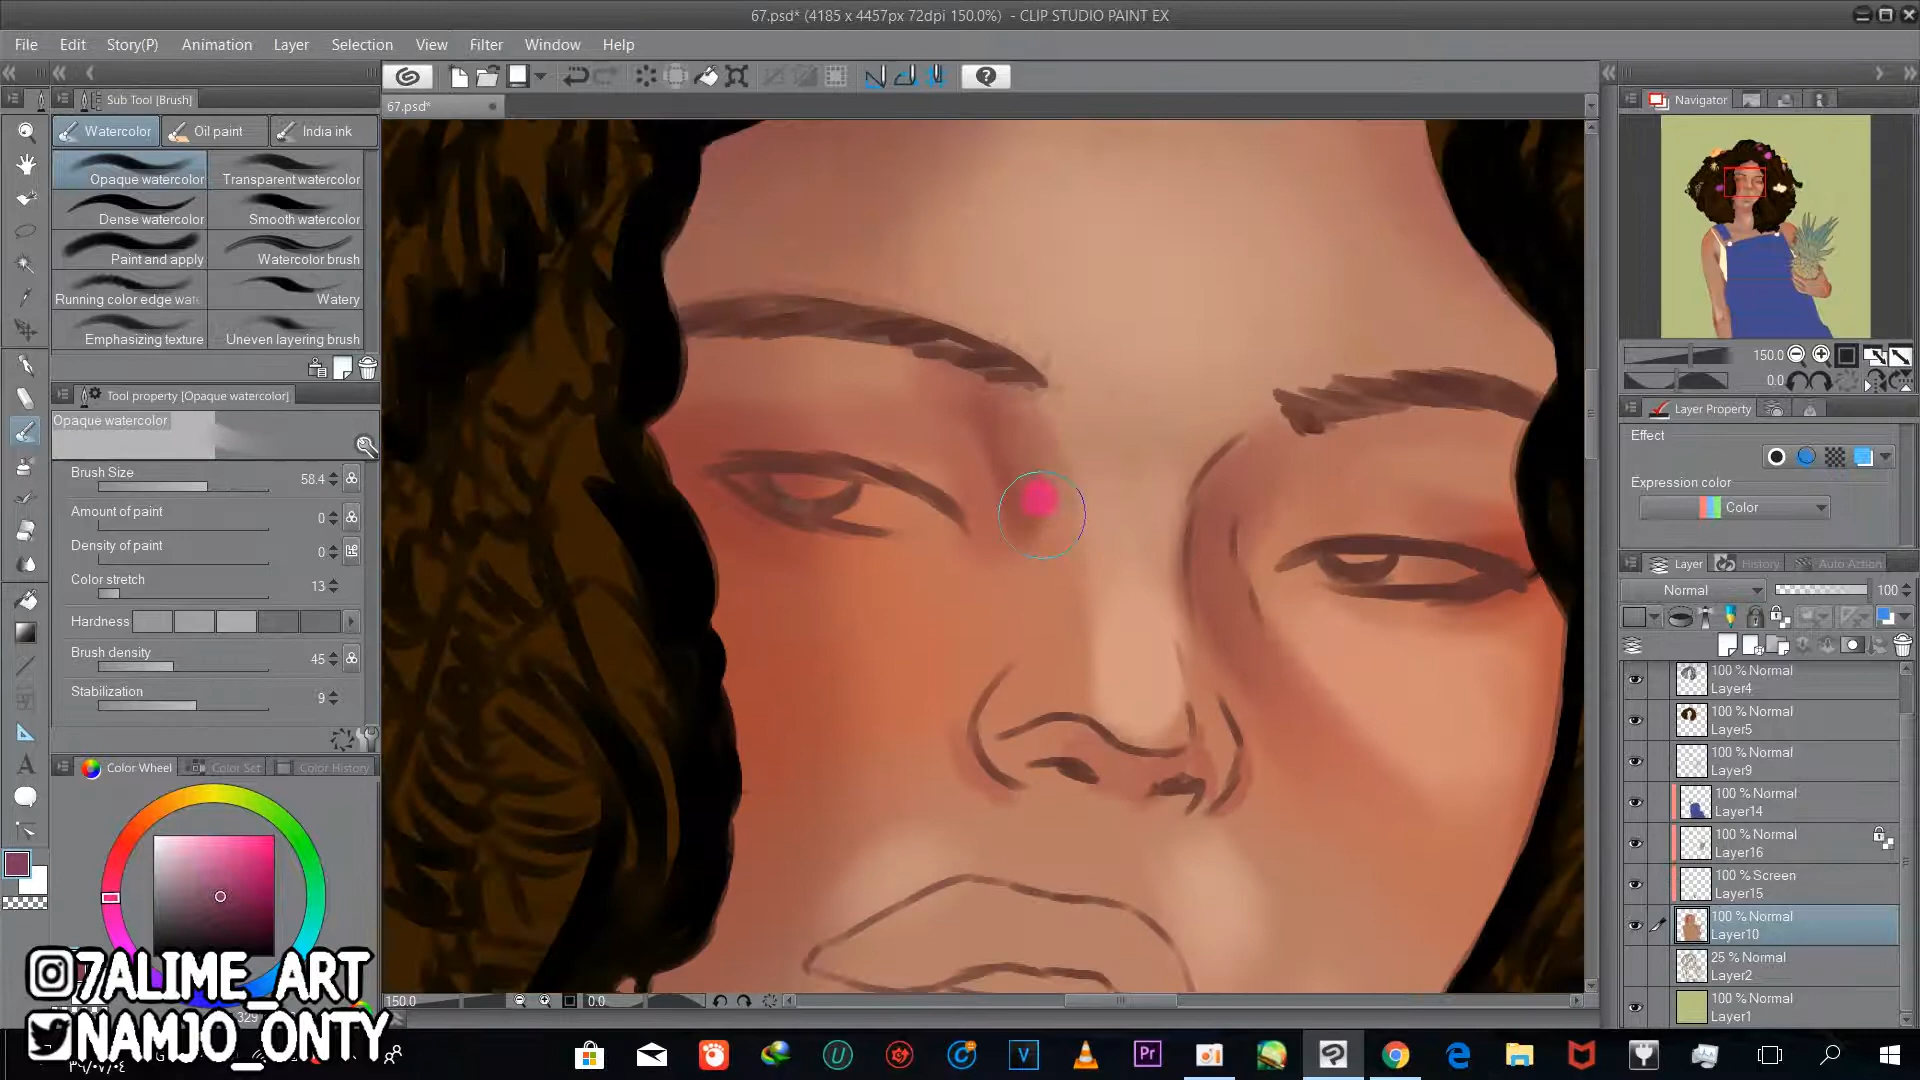 67.psd* (4185 x 4457px 72dpi 150.0%) - CLIP STUDIO PAINT EX
File Edit Story(P) Animation Layer Selection View Filter Window Help
Sub Tool [Brush]
Watercolor Oil paint India ink
Opaque watercolor Transparent watercolor
Dense watercolor Smooth watercolor
Paint and apply Watercolor brush
Running color edge wate Watery
Emphasizing texture Uneven layering brush
Tool property [Opaque watercolor]
Opaque watercolor
Brush Size 58.4
Amount of paint 0
Density of paint 0
Color stretch 13
Hardness
Brush density 45
Stabilization 9
Color Wheel Color Set Color History
329
67.psd*
150.0 0.0
Navigator
150.0
0.0
Layer Property
Effect
Expression color
Color
Layer History Auto Action
Normal 100
100 % Normal
Layer4
100 % Normal
Layer5
100 % Normal
Layer9
100 % Normal
Layer14
100 % Normal
Layer16
100 % Screen
Layer15
100 % Normal
Layer10
25 % Normal
Layer2
100 % Normal
Layer1
7ALIME_ART
NAMJO_ONTY